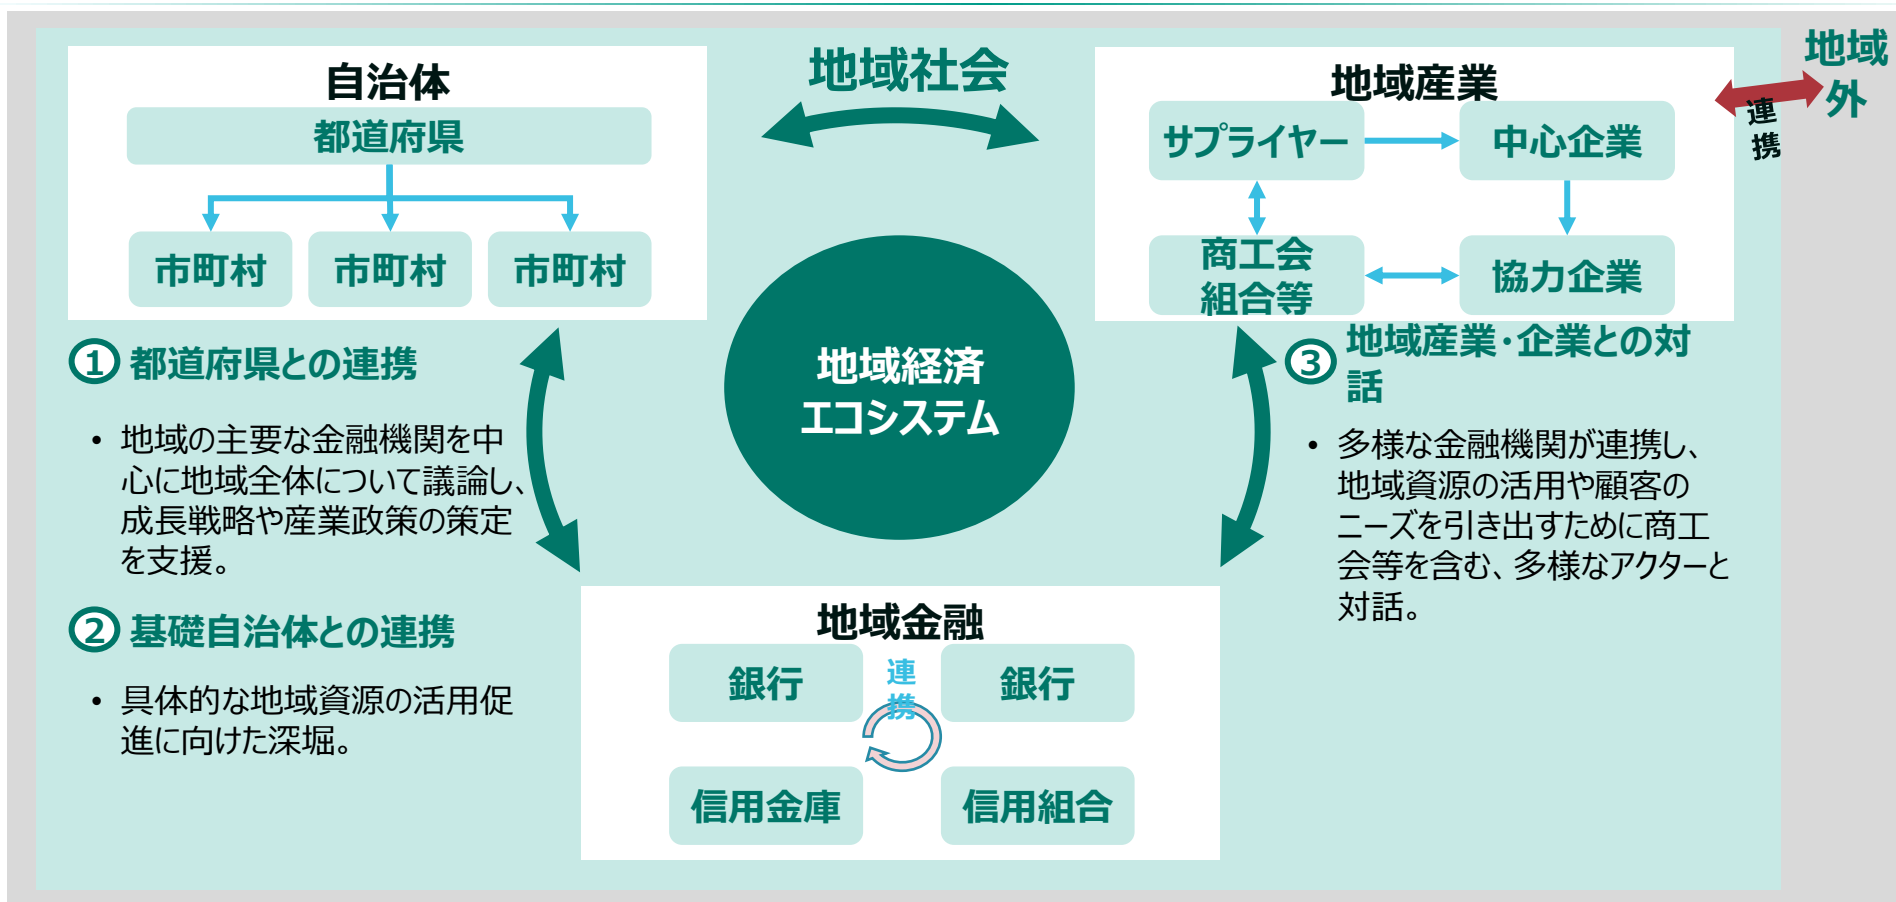 自治体
都道府県
市町村
市町村
市町村
地域社会
地域産業
サプライヤー
中心企業
商工会
組合等
協力企業
連
携
地域
外
地域経済
エコシステム
① 都道府県との連携
• 地域の主要な金融機関を中
心に地域全体について議論し、
成長戦略や産業政策の策定
を支援。
② 基礎自治体との連携
• 具体的な地域資源の活用促
進に向けた深堀。
③ 地域産業・企業との対
話
• 多様な金融機関が連携し、
地域資源の活用や顧客の
ニーズを引き出すために商工
会等を含む、多様なアクターと
対話。
地域金融
銀行
連
携
銀行
信用金庫
信用組合